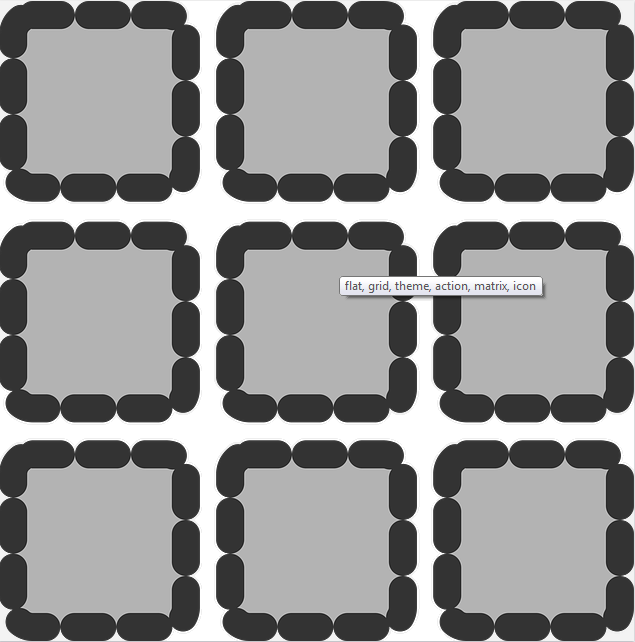 flat, grid, theme, action, matrix, icon